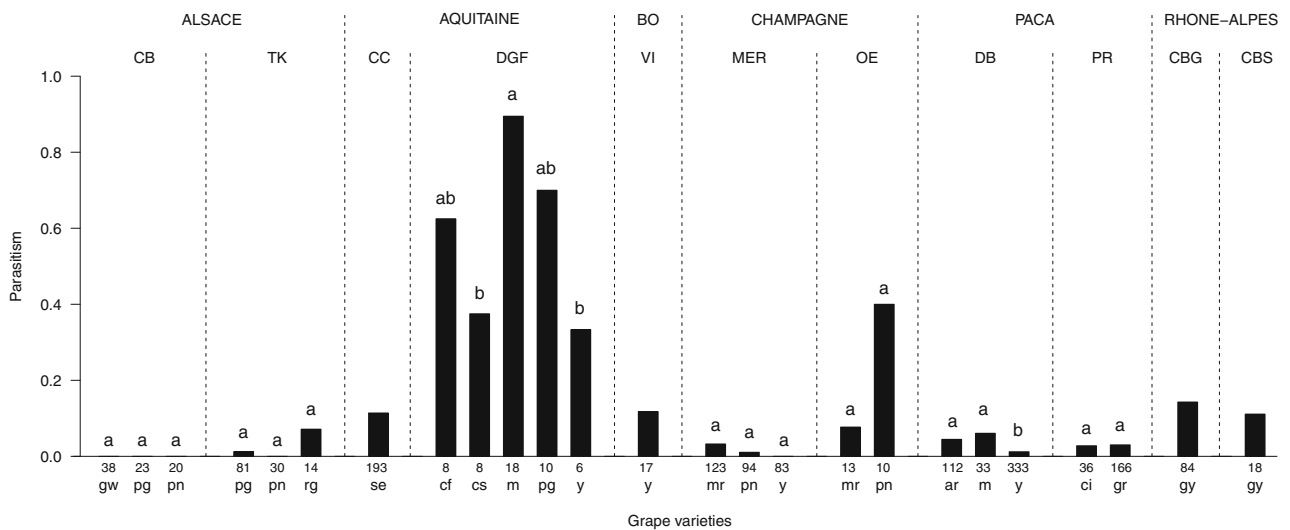 ALSACE AQUITAINE BO CHAMPAGNE PACA RHONE−ALPES
CB TK CC DGF VI MER OE DB PR CBG CBS
1.0
a
0.8
ab
ab
0.6
b
b
0.4
a
0.2
a a a a a a a a a a a a a b a a
0.0
Parasitism
38 23 20 81 30 14 193 8 8 18 10 6 17 123 94 83 13 10 112 33 333 36 166 84 18
gw pg pn pg pn rg se cf cs m pg y y mr pn y mr pn ar m y ci gr gy gy
Grape varieties